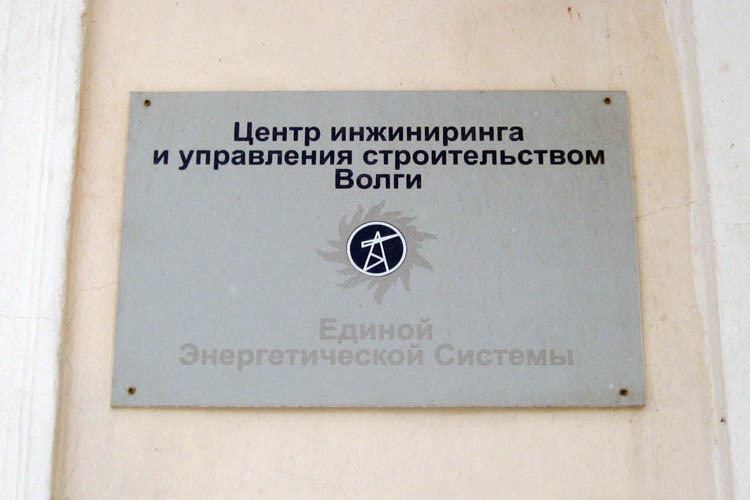 Центр инжиниринга
и управления строительством
Волги
Единой
Энергетической Системы